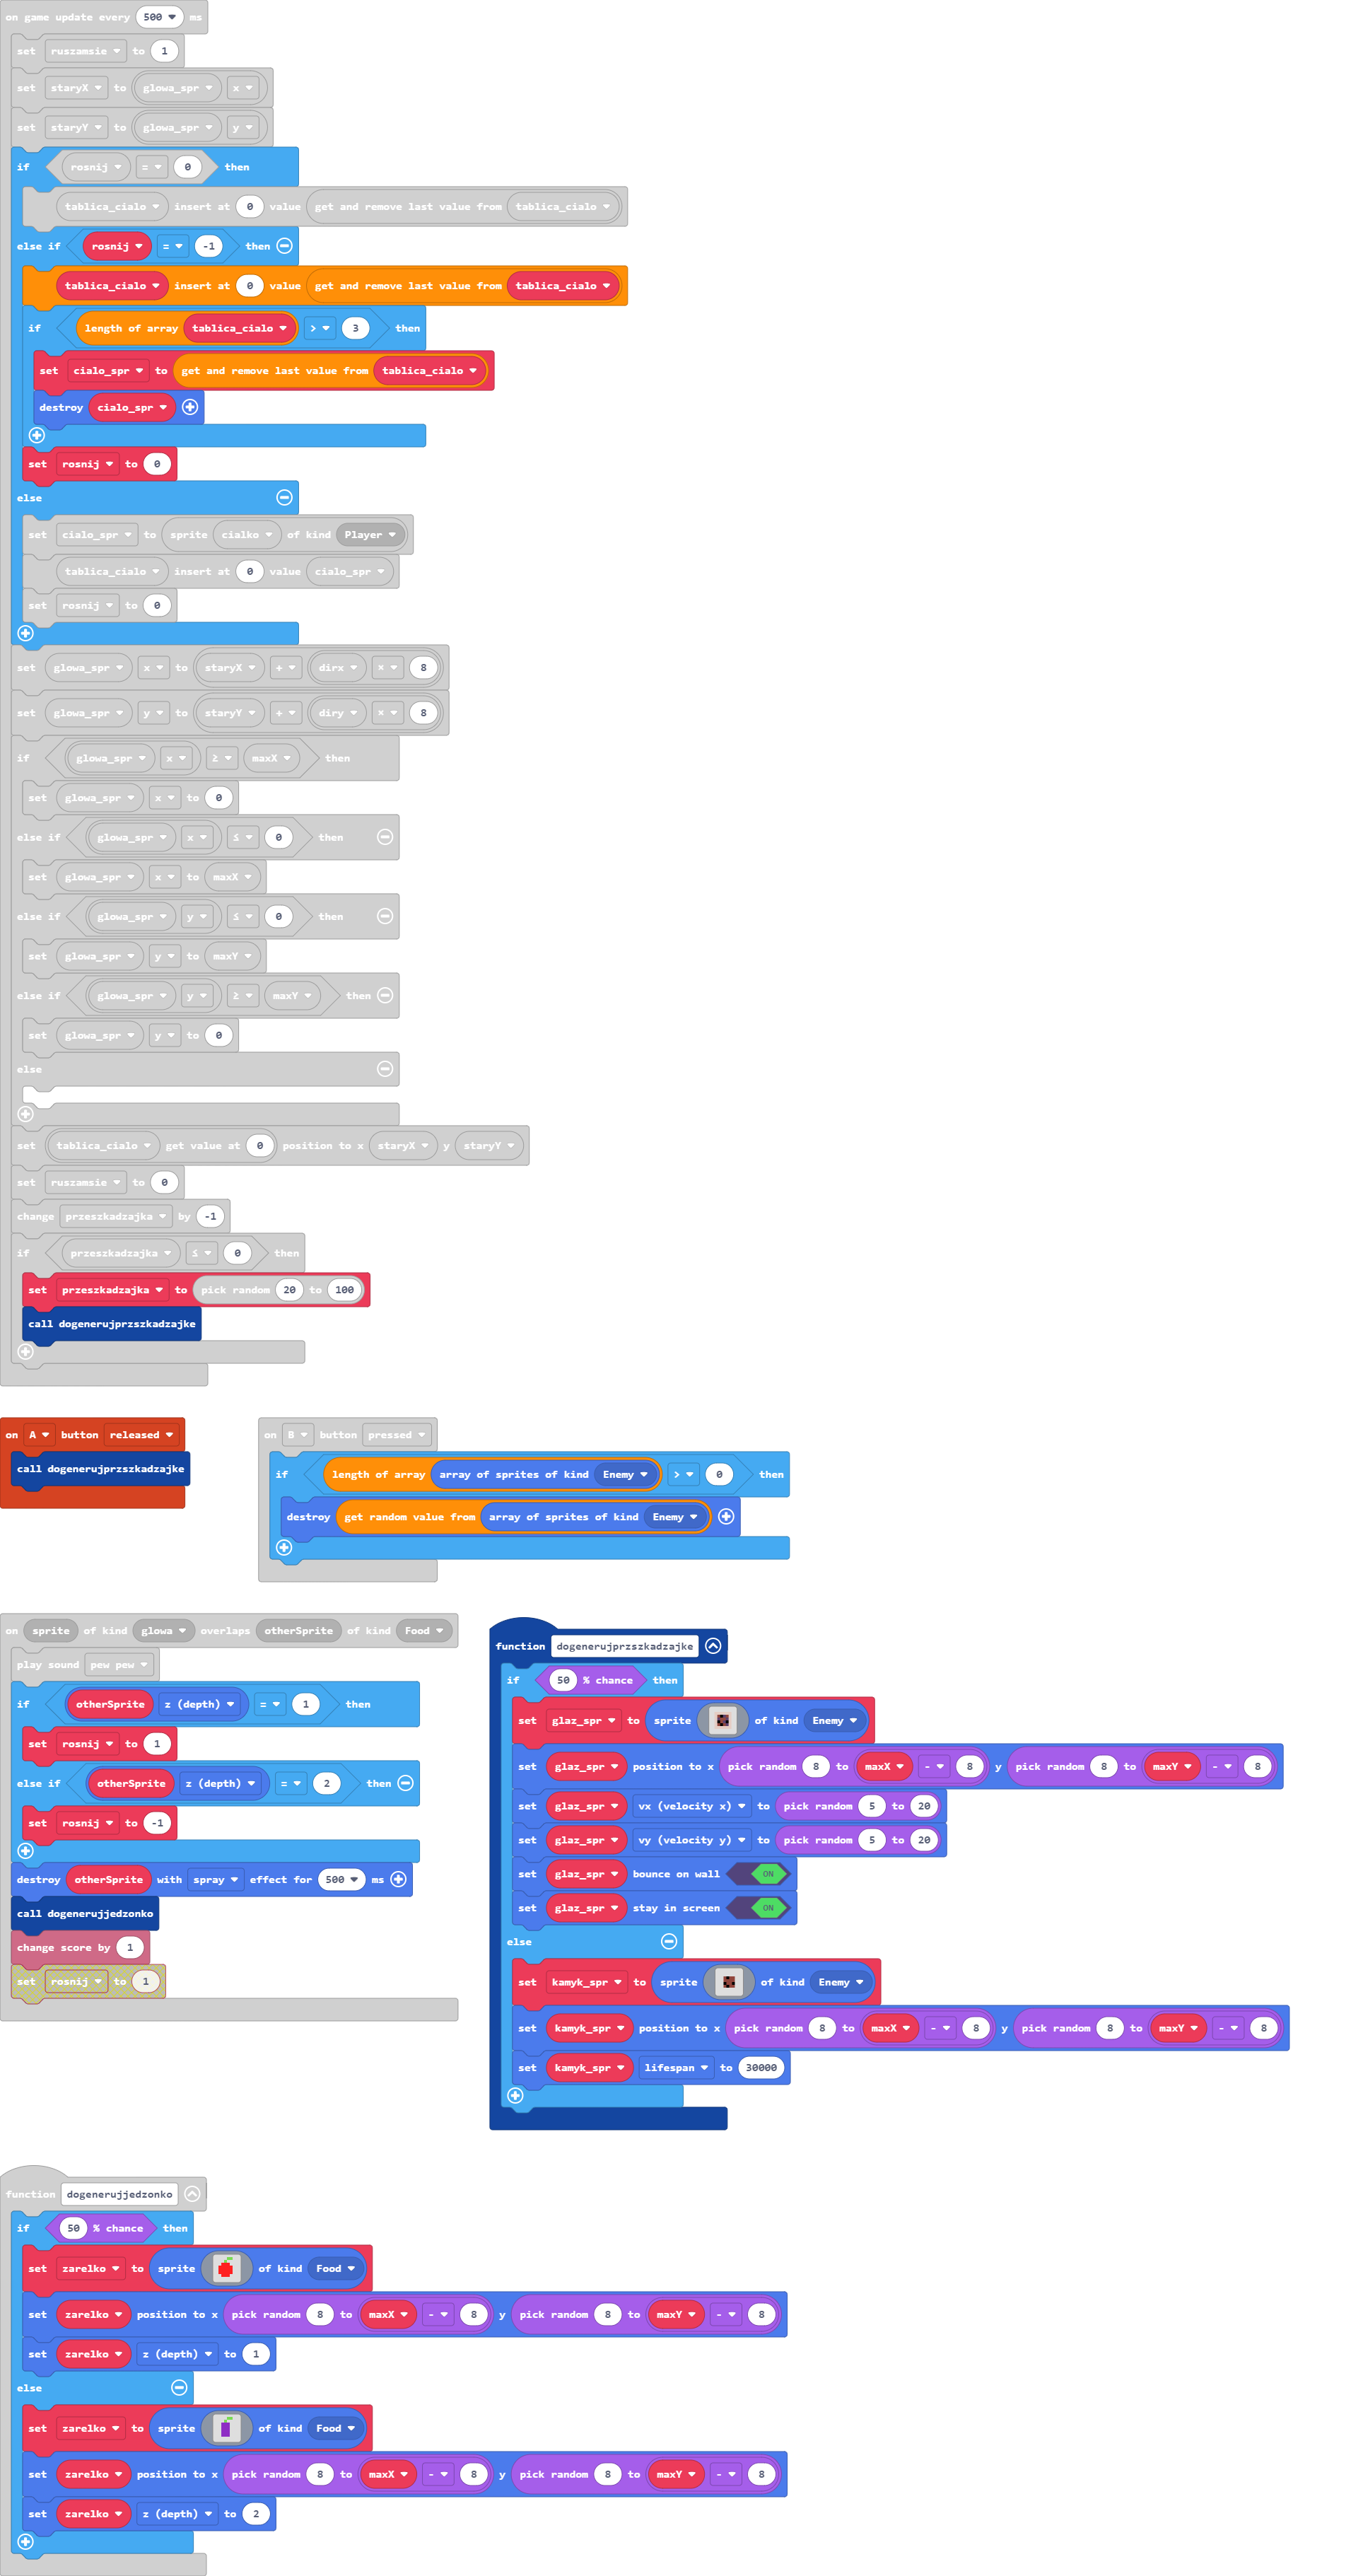 on game update every 500 ms
set ruszamsie to 1
set staryX to glowa_spr x
set staryY to glowa_spr y
if rosnij = 0 then
tablica_cialo insert at 0 value get and remove last value from tablica_cialo
else if rosnij = -1 then
tablica_cialo insert at 0 value get and remove last value from tablica_cialo
if length of array tablica_cialo > 3 then
set cialo_spr to get and remove last value from tablica_cialo
destroy cialo_spr
set rosnij to 0
else
set cialo_spr to sprite cialko of kind Player
tablica_cialo insert at 0 value cialo_spr
set rosnij to 0
set glowa_spr x to staryX + dirx × 8
set glowa_spr y to staryY + diry × 8
if glowa_spr x ≥ maxX then
set glowa_spr x to 0
else if glowa_spr x ≤ 0 then
set glowa_spr x to maxX
else if glowa_spr y ≤ 0 then
set glowa_spr y to maxY
else if glowa_spr y ≥ maxY then
set glowa_spr y to 0
else
set tablica_cialo get value at 0 position to x staryX y staryY
set ruszamsie to 0
change przeszkadzajka by -1
if przeszkadzajka ≤ 0 then
set przeszkadzajka to pick random 20 to 100
call dogenerujprzszkadzajke
on A button released
call dogenerujprzszkadzajke
on B button pressed
if length of array array of sprites of kind Enemy > 0 then
destroy get random value from array of sprites of kind Enemy
on sprite of kind glowa overlaps otherSprite of kind Food
play sound pew pew
if otherSprite z (depth) = 1 then
set rosnij to 1
else if otherSprite z (depth) = 2 then
set rosnij to -1
destroy otherSprite with spray effect for 500 ms
call dogenerujjedzonko
change score by 1
set rosnij to 1
function dogenerujprzszkadzajke
if 50 % chance then
set glaz_spr to sprite of kind Enemy
set glaz_spr position to x pick random 8 to maxX - 8 y pick random 8 to maxY - 8
set glaz_spr vx (velocity x) to pick random 5 to 20
set glaz_spr vy (velocity y) to pick random 5 to 20
set glaz_spr bounce on wall ON
set glaz_spr stay in screen ON
else
set kamyk_spr to sprite of kind Enemy
set kamyk_spr position to x pick random 8 to maxX - 8 y pick random 8 to maxY - 8
set kamyk_spr lifespan to 30000
function dogenerujjedzonko
if 50 % chance then
set zarelko to sprite of kind Food
set zarelko position to x pick random 8 to maxX - 8 y pick random 8 to maxY - 8
set zarelko z (depth) to 1
else
set zarelko to sprite of kind Food
set zarelko position to x pick random 8 to maxX - 8 y pick random 8 to maxY - 8
set zarelko z (depth) to 2